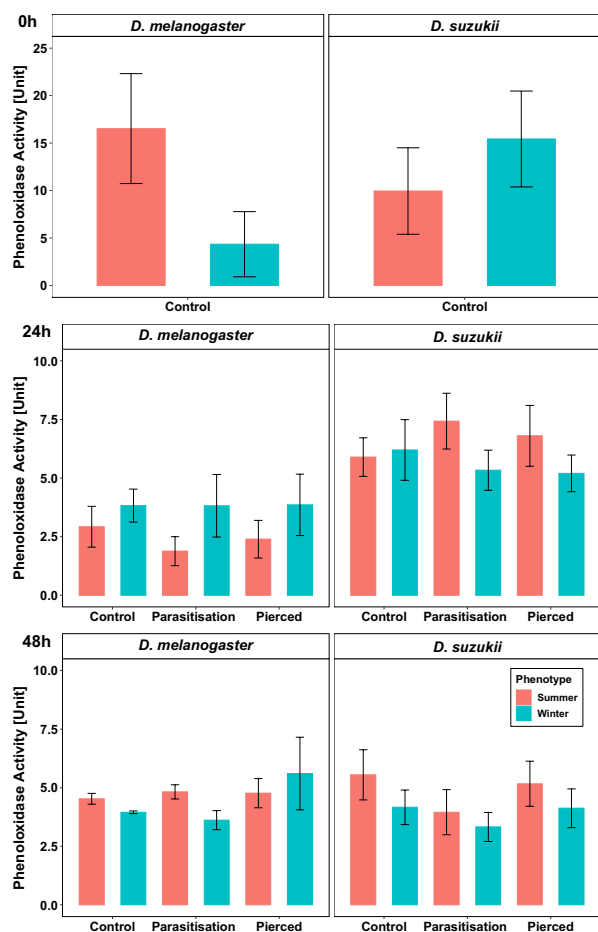 0h
D. melanogaster
D. suzukii
Phenoloxidase Activity [Unit]
25
20
15
10
5
0
Control
Control
24h
D. melanogaster
D. suzukii
Phenoloxidase Activity [Unit]
10.0
7.5
5.0
2.5
0.0
Control Parasitisation Pierced
Control Parasitisation Pierced
48h
D. melanogaster
D. suzukii
Phenoloxidase Activity [Unit]
10.0
7.5
5.0
2.5
0.0
Phenotype
Summer
Winter
Control Parasitisation Pierced
Control Parasitisation Pierced